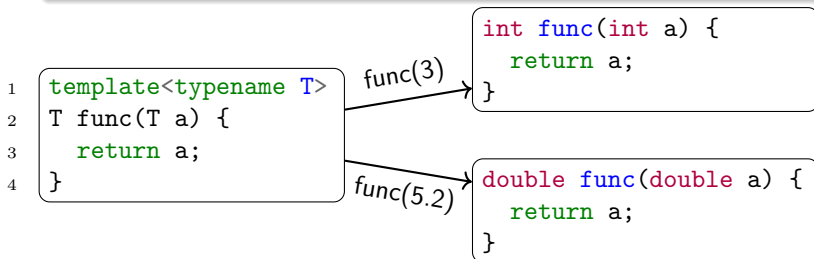 1 template<typename T>
2 T func(T a) {
3   return a;
4 }
func(3)
int func(int a) {
  return a;
}
func(5.2)
double func(double a) {
  return a;
}